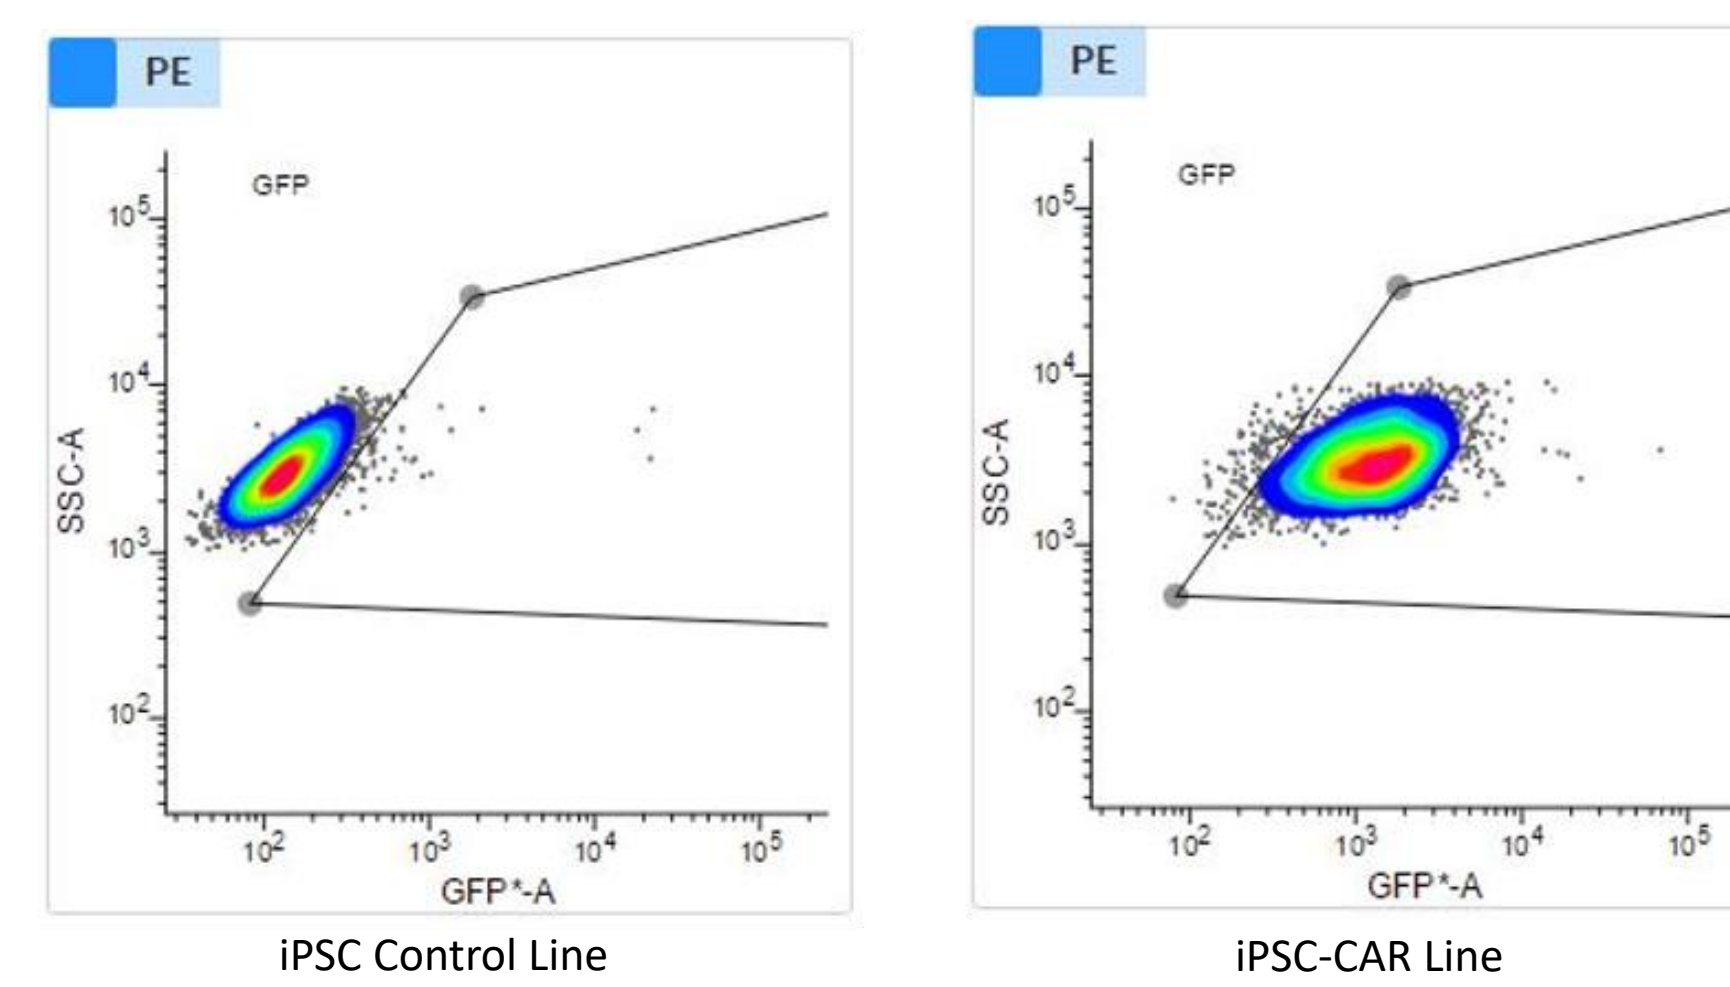 PE
GFP
10^5
10^4
10^3
10^2
SSC-A
10^2 10^3 10^4 10^5
GFP*-A
iPSC Control Line
PE
GFP
10^5
10^4
10^3
10^2
SSC-A
10^2 10^3 10^4 10^5
GFP*-A
iPSC-CAR Line